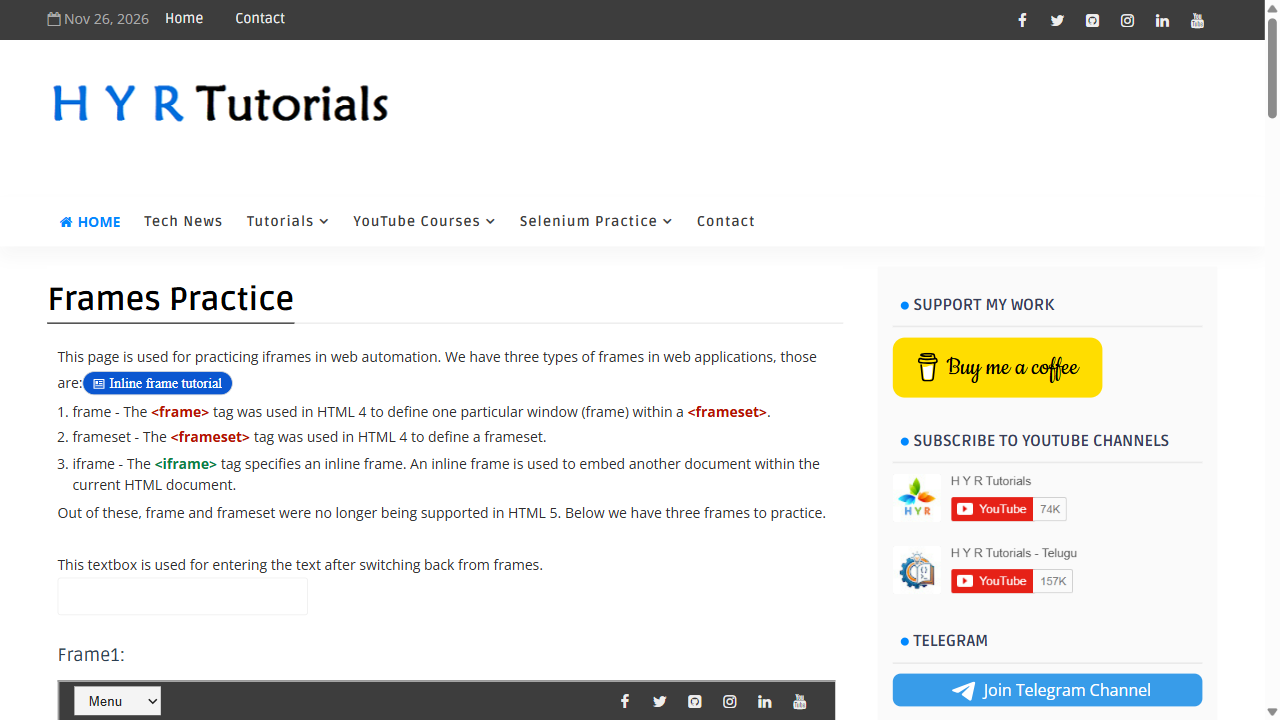 Nov 26, 2026 Home Contact
H Y R Tutorials
HOME Tech News Tutorials YouTube Courses Selenium Practice Contact
Frames Practice
This page is used for practicing iframes in web automation. We have three types of frames in web applications, those
are: Inline frame tutorial
1. frame - The <frame> tag was used in HTML 4 to define one particular window (frame) within a <frameset>.
2. frameset - The <frameset> tag was used in HTML 4 to define a frameset.
3. iframe - The <iframe> tag specifies an inline frame. An inline frame is used to embed another document within the
current HTML document.
Out of these, frame and frameset were no longer being supported in HTML 5. Below we have three frames to practice.
This textbox is used for entering the text after switching back from frames.
Frame1:
Menu
SUPPORT MY WORK
Buy me a coffee
SUBSCRIBE TO YOUTUBE CHANNELS
H Y R Tutorials
HYR
YouTube 74K
H Y R Tutorials - Telugu
YouTube 157K
TELEGRAM
Join Telegram Channel